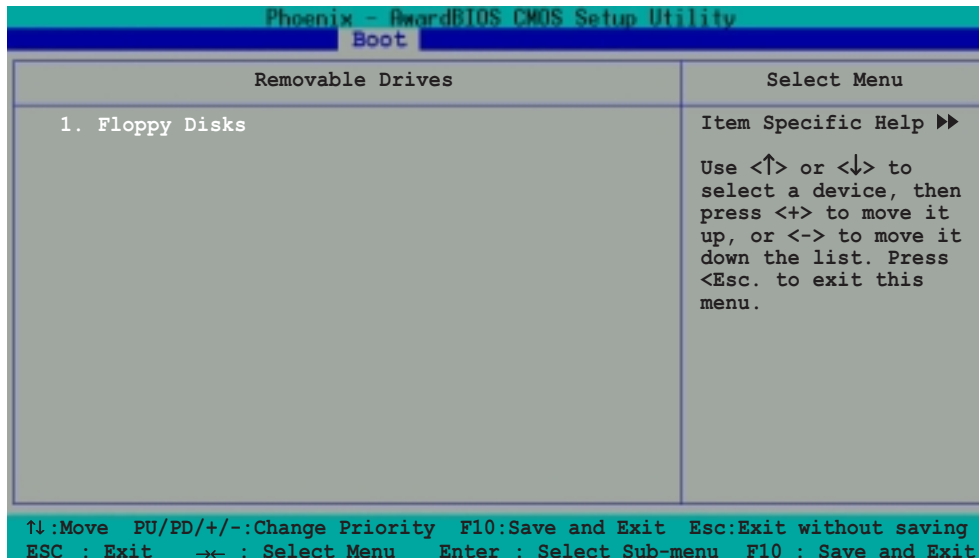 Phoenix - AwardBIOS CMOS Setup Utility
Boot
Removable Drives
Select Menu
1. Floppy Disks
Item Specific Help ▶▶
Use <↑> or <↓> to
select a device, then
press <+> to move it
up, or <-> to move it
down the list. Press
<Esc. to exit this
menu.
↑↓:Move PU/PD/+/-:Change Priority F10:Save and Exit Esc:Exit without saving
ESC : Exit →← : Select Menu Enter : Select Sub-menu F10 : Save and Exit